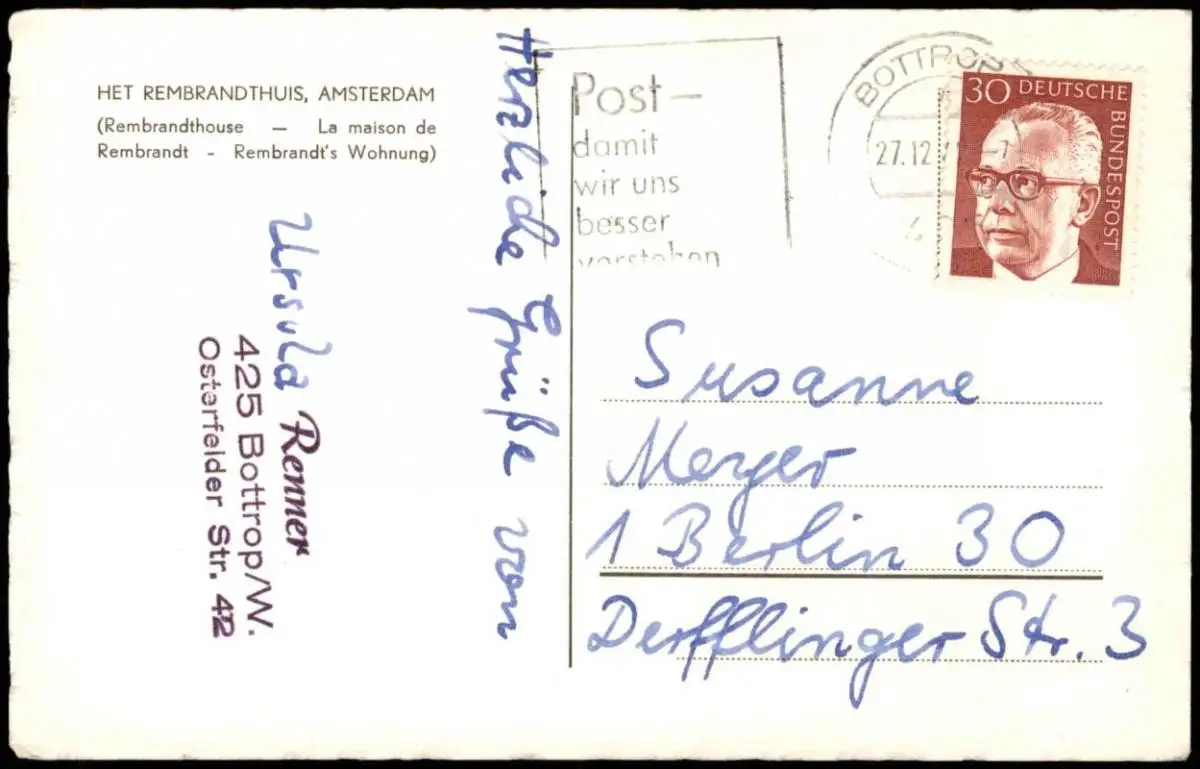 HET REMBRANDTHUIS, AMSTERDAM
(Rembrandthouse — La maison de
Rembrandt - Rembrandt's Wohnung)
Herzliche Grüße von
Ursula Renner
425 Bottrop/W.
Osterfelder Str. 42
Post –
damit
wir uns
besser
verstehen
BOTTROP
27.12
30 DEUTSCHE
BUNDESPOST
Susanne
Merger
1 Berlin 30
Derfflinger Str. 3